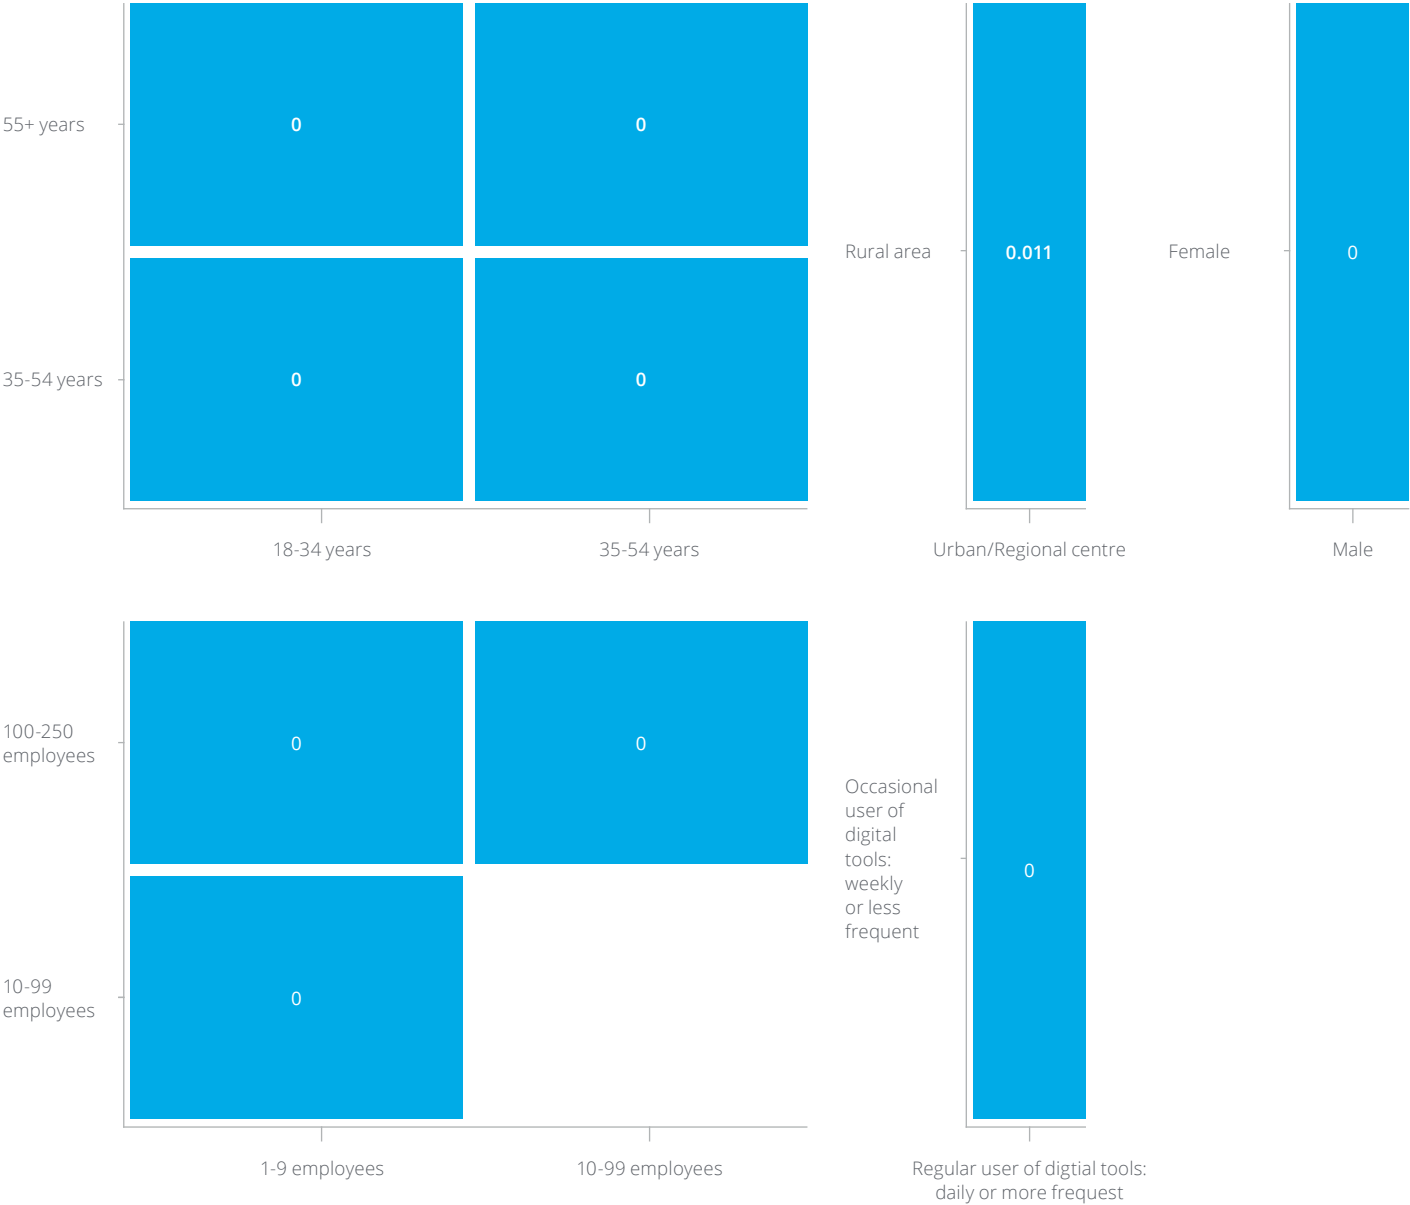 55+ years
0
0
35-54 years
0
0
18-34 years
35-54 years
Rural area
0.011
Urban/Regional centre
Female
0
Male
100-250
employees
0
0
10-99
employees
0
1-9 employees
10-99 employees
Occasional
user of
digital
tools:
weekly
or less
frequent
0
Regular user of digtial tools:
daily or more frequest